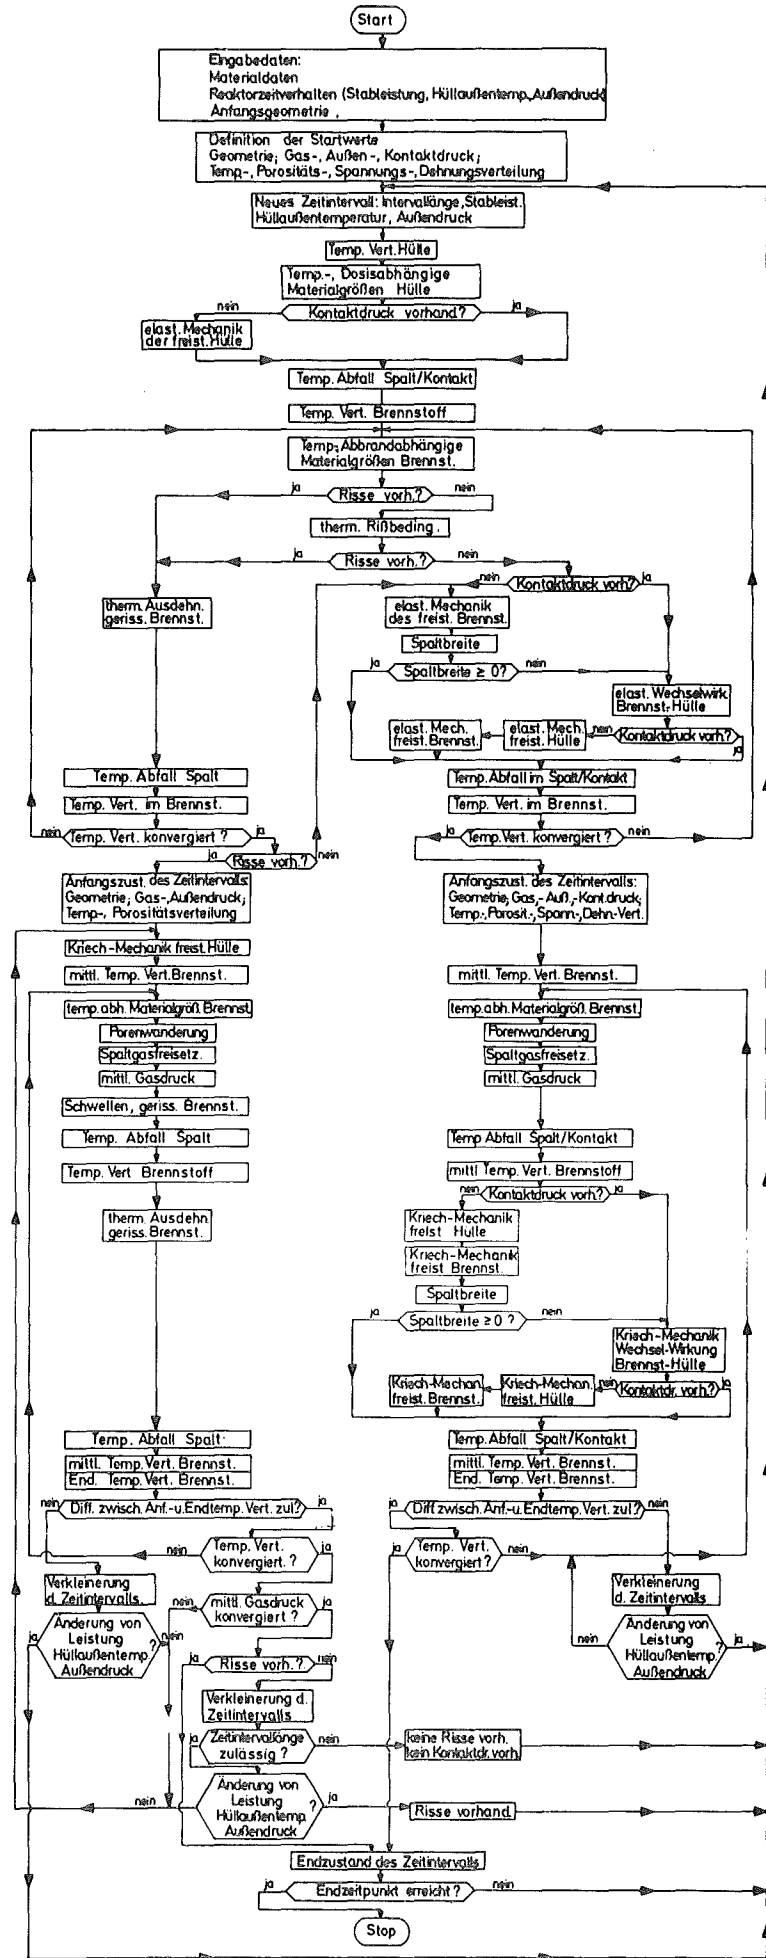 Start
Eingabedaten:
Materialdaten
Reaktorzeitverhalten (Stableistung, Hüllaußentemp., Außendruck)
Anfangsgeometrie ,
Definition der Startwerte
Geometrie; Gas-, Außen-, Kontaktdruck;
Temp-, Porositäts-, Spannungs-, Dehnungsverteilung
Neues Zeitintervall: Intervallänge, Stableist.
Hüllaußentemperatur, Außendruck
Temp. Vert. Hülle
Temp.-, Dosisabhängige
Materialgrößen Hülle
nein
Kontaktdruck vorhand.?
ja
elast. Mechanik
der freist. Hülle
Temp. Abfall Spalt/Kontakt
Temp. Vert. Brennstoff
Temp.; Abbrandabhängige
Materialgrößen Brennst.
ja
Risse vorh.?
nein
therm. Rißbeding.
ja
Risse vorh.?
nein
nein
Kontaktdruck vorh?
ja
therm. Ausdehn.
geriss. Brennst.
elast. Mechanik
des freist. Brennst.
Spaltbreite
ja
Spaltbreite ≥ 0?
nein
elast. Wechselwirk.
Brennst.-Hülle
elast. Mech.
freist. Brennst.
elast. Mech.
freist. Hülle
nein
Kontaktdruck vorh.?
ja
Temp. Abfall Spalt
Temp. Abfall im Spalt/Kontakt
Temp. Vert. im Brennst.
Temp. Vert. im Brennst.
nein
Temp. Vert. konvergiert ?
ja
ja
Temp. Vert. konvergiert ?
nein
ja
Risse vorh.?
nein
Anfangszust. des Zeitintervalls:
Geometrie; Gas-, Außendruck;
Temp-, Porositätsverteilung
Anfangszust. des Zeitintervalls:
Geometrie, Gas,- Auß.,-Kont.druck;
Temp.-, Porosit.-, Spann-, Dehn-Vert.
Kriech-Mechanik freist. Hülle
mittl. Temp. Vert. Brennst.
mittl. Temp. Vert. Brennst.
temp. abh. Materialgröß. Brennst.
temp. abh. Materialgröß. Brennst.
Porenwanderung
Porenwanderung
Spaltgasfreisetz.
Spaltgasfreisetz.
mittl. Gasdruck
mittl. Gasdruck
Schwellen, geriss. Brennst.
Temp. Abfall Spalt
Temp Abfall Spalt/Kontakt
Temp. Vert Brennstoff
mittl Temp. Vert. Brennstoff
nein
Kontaktdruck vorh.?
ja
therm. Ausdehn.
geriss. Brennst.
Kriech-Mechanik
freist Hülle
Kriech-Mechanik
freist Brennst.
Spaltbreite
ja
Spaltbreite ≥ 0 ?
nein
Kriech-Mechanik
Wechsel-Wirkung
Brennst-Hülle
Kriech-Mechan.
freist. Brennst.
Kriech-Mechan.
freist. Hülle
nein
Kontaktdr. vorh.?
ja
Temp. Abfall Spalt
Temp. Abfall Spalt/Kontakt
mittl. Temp. Vert. Brennst.
End. Temp. Vert. Brennst.
mittl. Temp. Vert. Brennst.
End. Temp. Vert. Brennst.
nein
Diff. zwisch. Anf.-u. Endtemp. Vert. zul.?
ja
ja
Diff. zwisch. Anf.-u. Endtemp. Vert. zul?
nein
nein
Temp. Vert.
konvergiert. ?
ja
ja
Temp. Vert.
konvergiert?
nein
Verkleinerung
d. Zeitintervalls.
nein
mittl. Gasdruck
konvergiert ?
ja
Verkleinerung
d. Zeitintervalls
ja
Änderung von
Leistung
Hüllaußentemp.
Außendruck
?
nein
nein
Änderung von
Leistung
Hüllaußentemp.
Außendruck
?
ja
ja
Risse vorh.?.
nein
Verkleinerung d.
Zeitintervalls
ja
Zeitintervallänge
zulässig ?
nein
keine Risse vorh.
kein Kontaktdr. vorh.
nein
Änderung von
Leistung
Hüllaußentemp.
Außendruck
?
ja
Risse vorhand.
Endzustand des Zeitintervalls
ja
Endzeitpunkt erreicht ?
nein
Stop